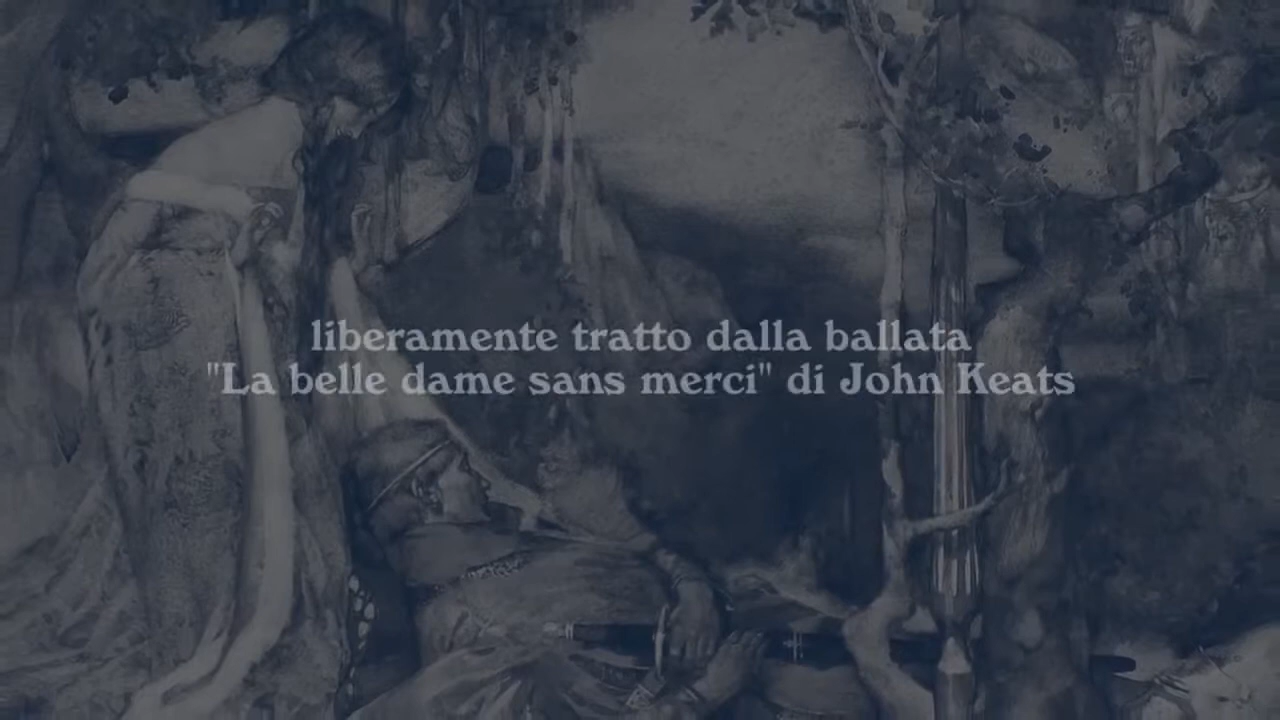 liberamente tratto dalla ballata
"La belle dame sans merci" di John Keats